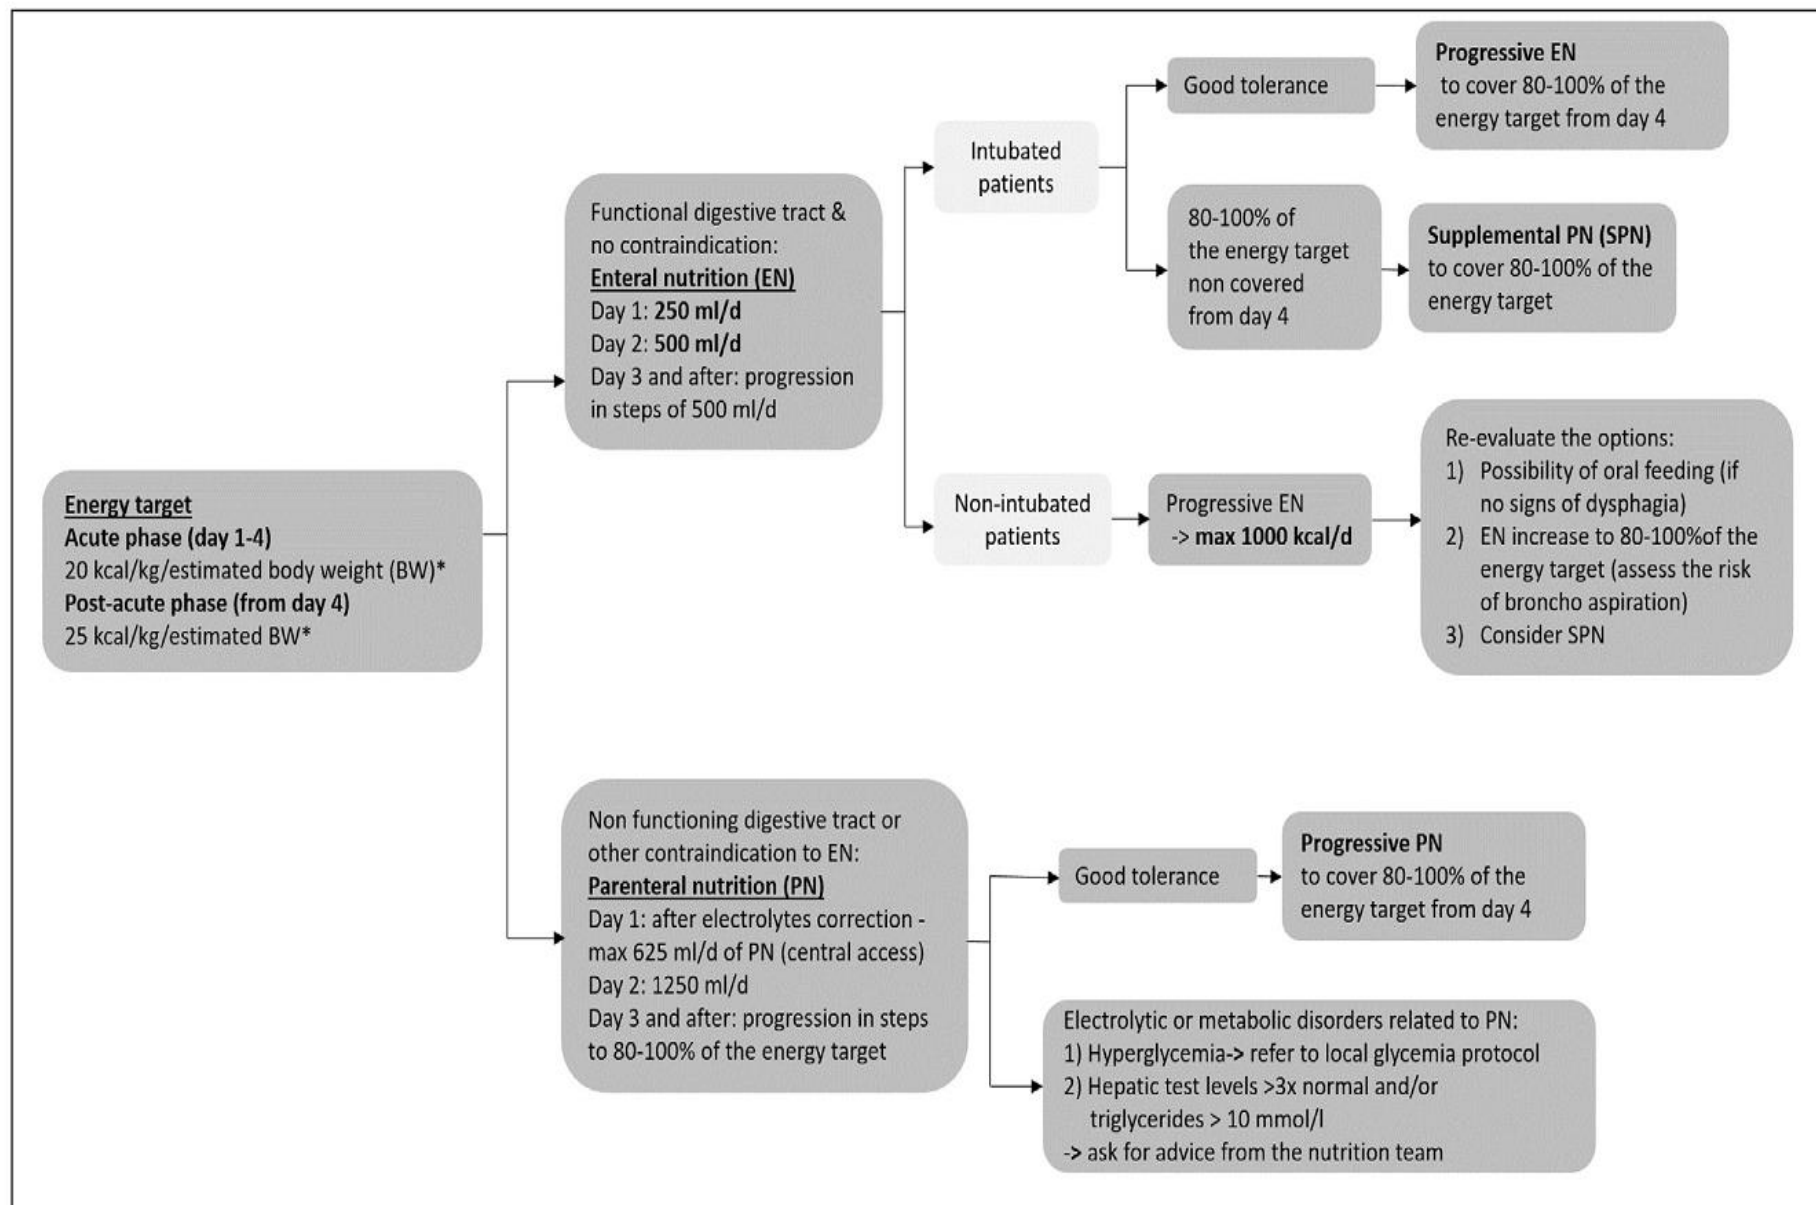 Energy target
Acute phase (day 1-4)
20 kcal/kg/estimated body weight (BW)*
Post-acute phase (from day 4)
25 kcal/kg/estimated BW*
Functional digestive tract &
no contraindication:
Enteral nutrition (EN)
Day 1: 250 ml/d
Day 2: 500 ml/d
Day 3 and after: progression
in steps of 500 ml/d
Intubated
patients
Good tolerance
Progressive EN
to cover 80-100% of the
energy target from day 4
80-100% of
the energy target
non covered
from day 4
Supplemental PN (SPN)
to cover 80-100% of the
energy target
Non-intubated
patients
Progressive EN
-> max 1000 kcal/d
Re-evaluate the options:
1) Possibility of oral feeding (if
no signs of dysphagia)
2) EN increase to 80-100%of the
energy target (assess the risk
of broncho aspiration)
3) Consider SPN
Non functioning digestive tract or
other contraindication to EN:
Parenteral nutrition (PN)
Day 1: after electrolytes correction -
max 625 ml/d of PN (central access)
Day 2: 1250 ml/d
Day 3 and after: progression in steps
to 80-100% of the energy target
Good tolerance
Progressive PN
to cover 80-100% of the
energy target from day 4
Electrolytic or metabolic disorders related to PN:
1) Hyperglycemia-> refer to local glycemia protocol
2) Hepatic test levels >3x normal and/or
triglycerides > 10 mmol/l
-> ask for advice from the nutrition team